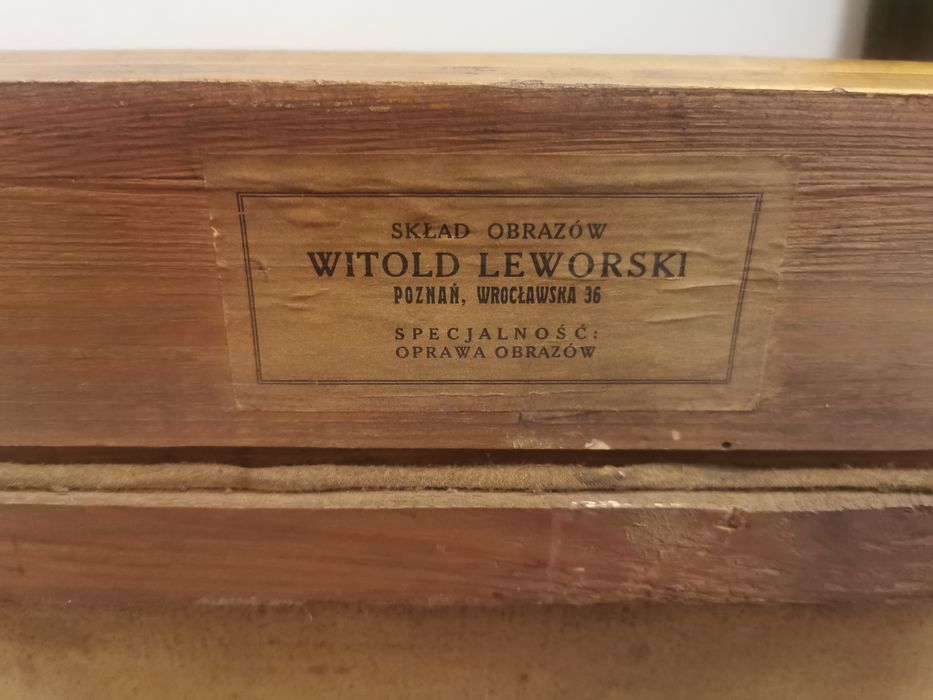 SKŁAD OBRAZÓW
WITOLD LEWORSKI
POZNAŃ, WROCŁAWSKA 36
SPECJALNOŚĆ:
OPRAWA OBRAZÓW